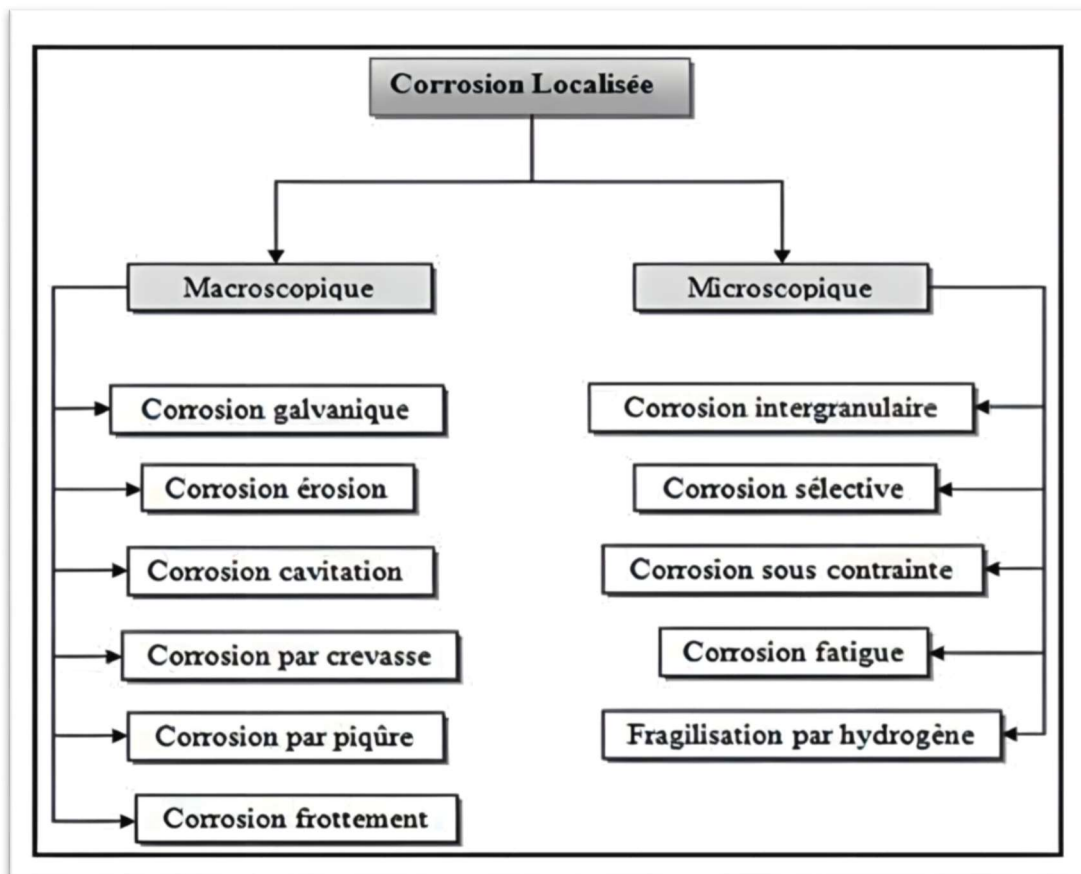 Corrosion Localisée
Macroscopique
Microscopique
Corrosion galvanique
Corrosion érosion
Corrosion cavitation
Corrosion par crevasse
Corrosion par piqûre
Corrosion frottement
Corrosion intergranulaire
Corrosion sélective
Corrosion sous contrainte
Corrosion fatigue
Fragilisation par hydrogène